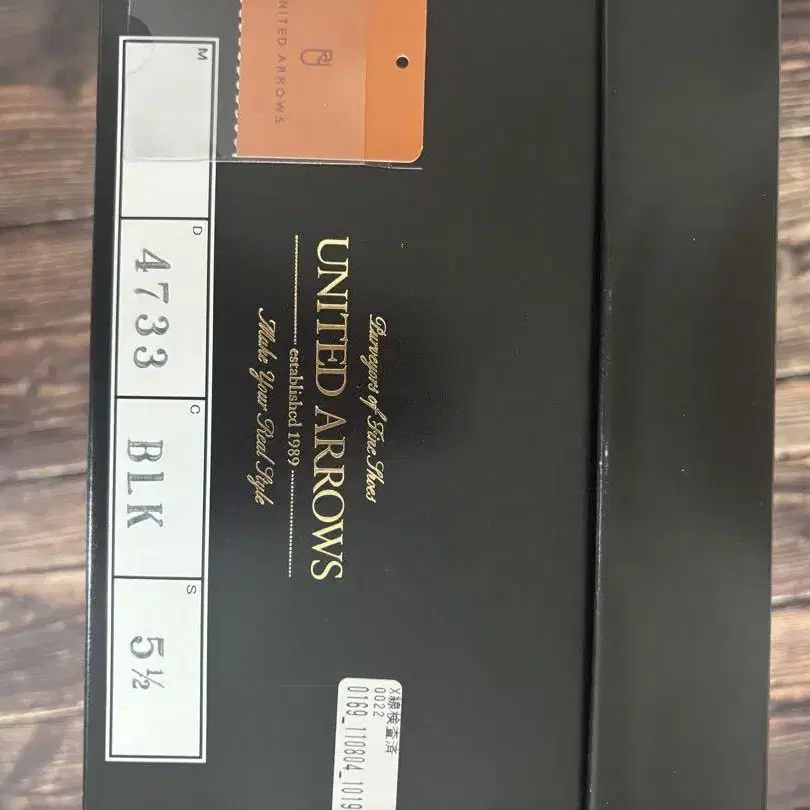 UNITED ARROWS
Purveyors of Fine Shoes
UNITED ARROWS
established 1989
Make Your Real Style
M
D
4733
C
BLK
S
5½
X線検査済
G022
0169_110804_1019